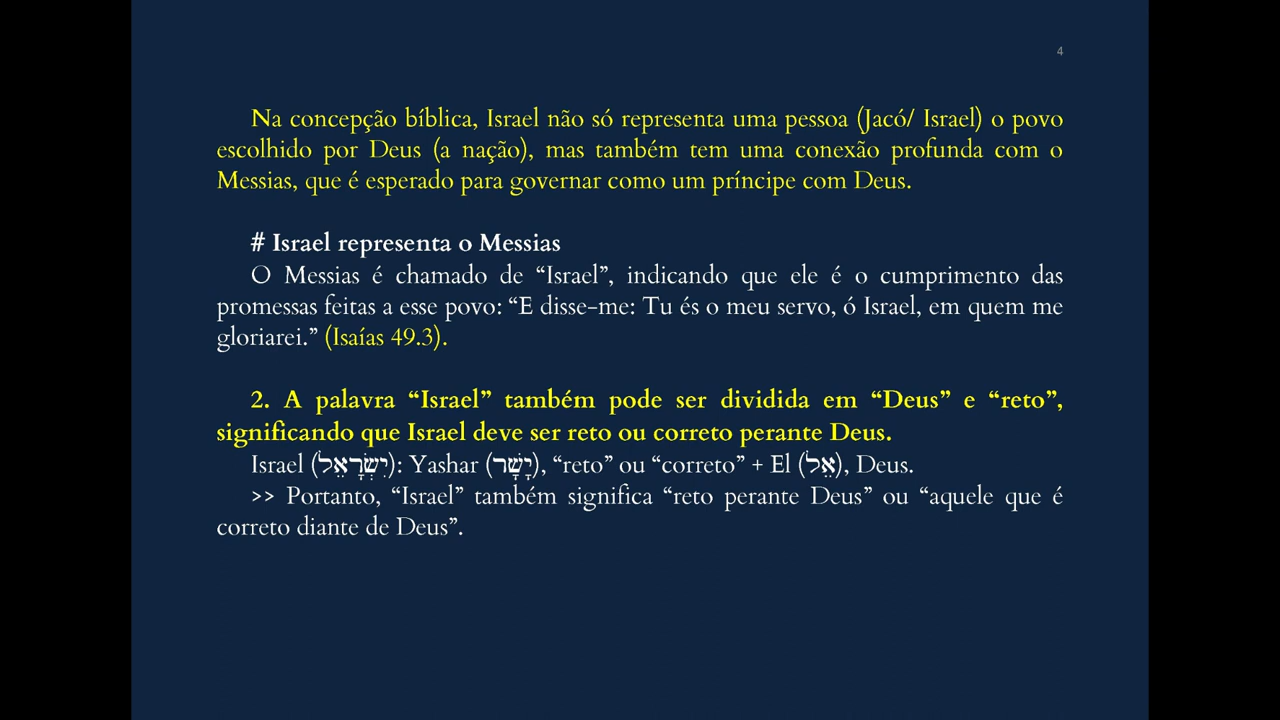 4
Na concepção bíblica, Israel não só representa uma pessoa (Jacó/ Israel) o povo
escolhido por Deus (a nação), mas também tem uma conexão profunda com o
Messias, que é esperado para governar como um príncipe com Deus.
# Israel representa o Messias
O Messias é chamado de “Israel”, indicando que ele é o cumprimento das
promessas feitas a esse povo: “E disse-me: Tu és o meu servo, ó Israel, em quem me
gloriarei.” (Isaías 49.3).
2. A palavra “Israel” também pode ser dividida em “Deus” e “reto”,
significando que Israel deve ser reto ou correto perante Deus.
Israel (יִשְׂרָאֵל): Yashar (יָשָׁר), “reto” ou “correto” + El (אֵל), Deus.
>> Portanto, “Israel” também significa “reto perante Deus” ou “aquele que é
correto diante de Deus”.